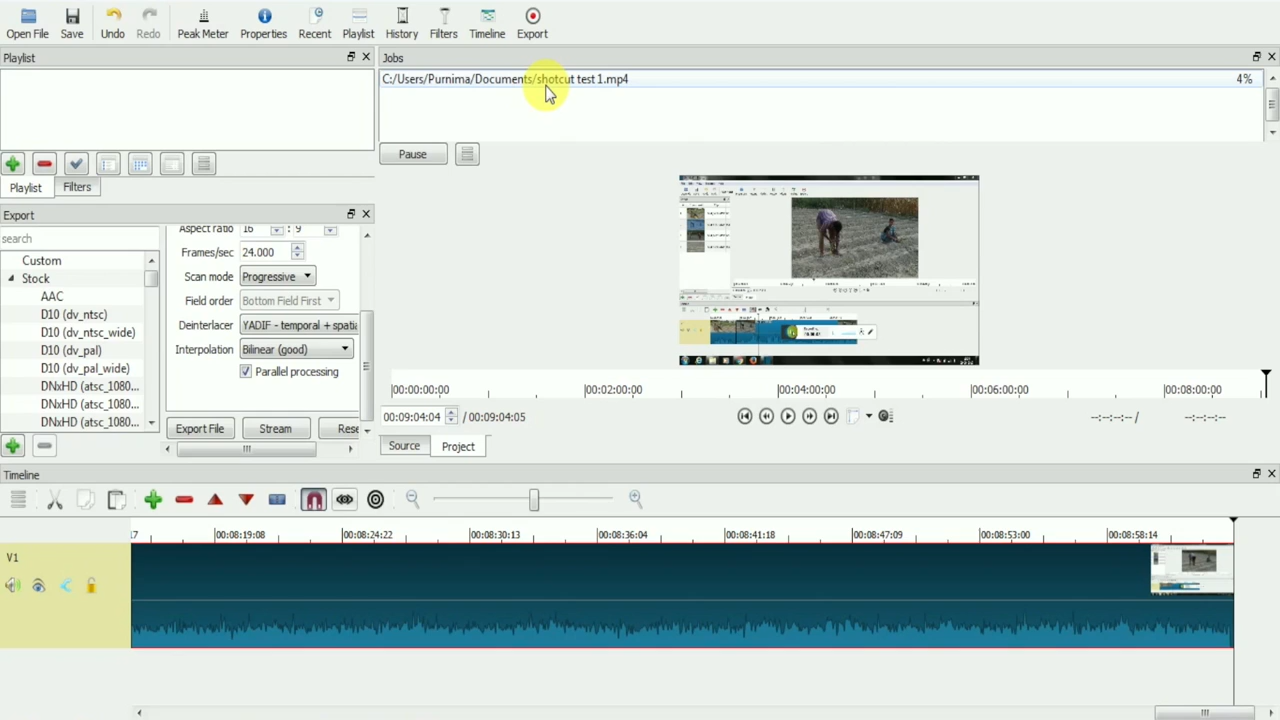 Open File Save Undo Redo Peak Meter Properties Recent Playlist History Filters Timeline Export
Playlist
Jobs
C:/Users/Purnima/Documents/shotcut test 1.mp4 4%
Pause
Playlist Filters
Export
search
Custom
Stock
AAC
D10 (dv_ntsc)
D10 (dv_ntsc_wide)
D10 (dv_pal)
D10 (dv_pal_wide)
DNxHD (atsc_1080...
DNxHD (atsc_1080...
DNxHD (atsc_1080...
Aspect ratio 16 : 9
Frames/sec 24.000
Scan mode Progressive
Field order Bottom Field First
Deinterlacer YADIF - temporal + spatia
Interpolation Bilinear (good)
Parallel processing
Export File Stream Rese
00:00:00:00 00:02:00:00 00:04:00:00 00:06:00:00 00:08:00:00
00:09:04:04 / 00:09:04:05 --:--:--:-- / --:--:--:--
Source Project
Timeline
17 00:08:19:08 00:08:24:22 00:08:30:13 00:08:36:04 00:08:41:18 00:08:47:09 00:08:53:00 00:08:58:14
V1